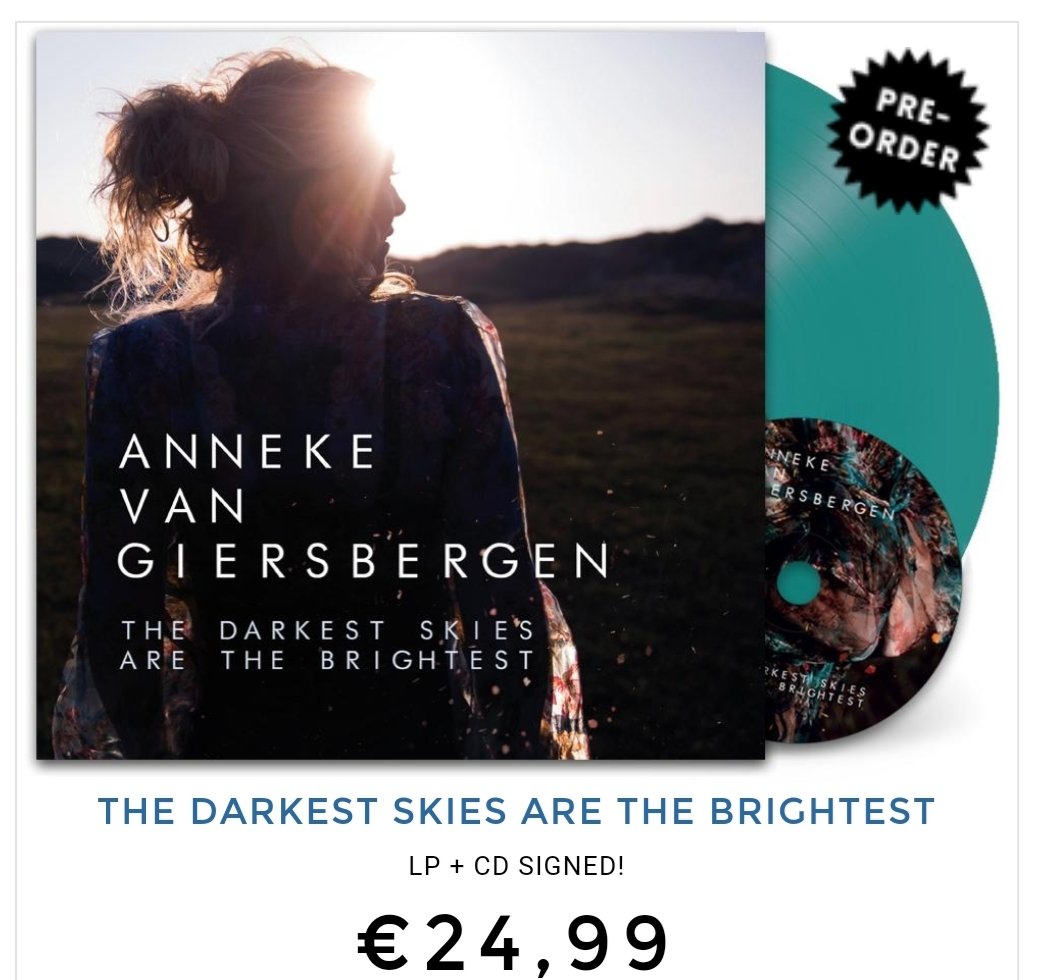 PRE-
ORDER
ANNEKE
VAN
GIERSBERGEN
THE DARKEST SKIES
ARE THE BRIGHTEST
NNEKE
N
ERSBERGEN
RKEST SKIES
BRIGHTEST
THE DARKEST SKIES ARE THE BRIGHTEST
LP + CD SIGNED!
€24,99